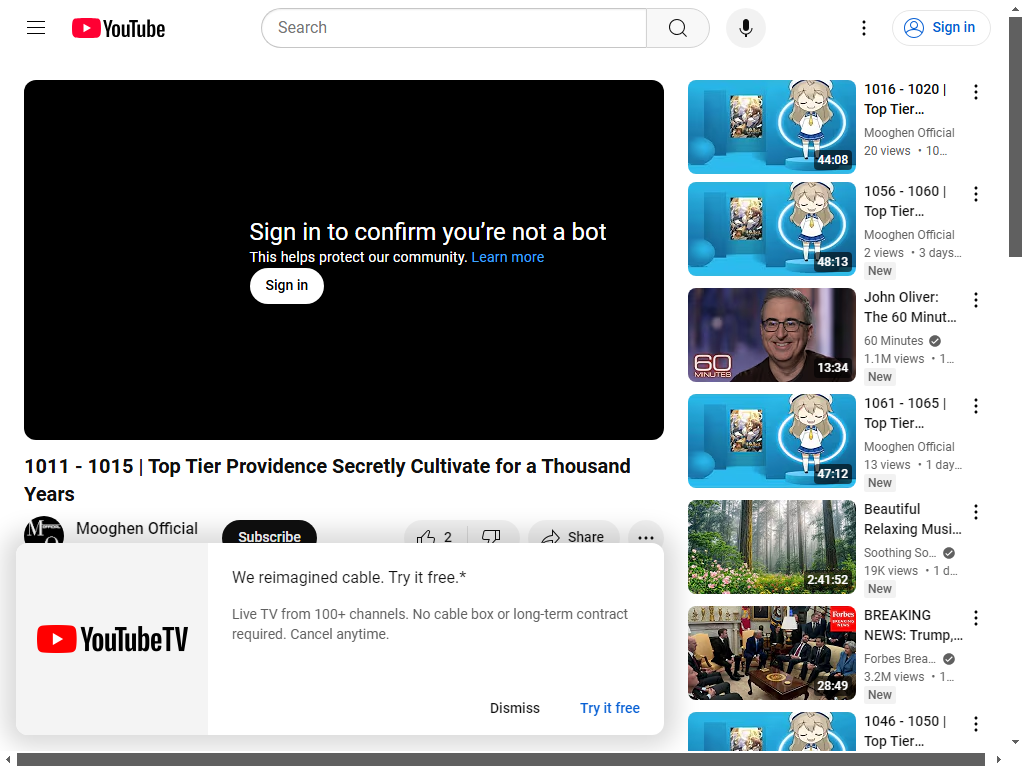 YouTube
Search
Sign in
Sign in to confirm you’re not a bot
This helps protect our community. Learn more
Sign in
1011 - 1015 | Top Tier Providence Secretly Cultivate for a Thousand
Years
Mooghen Official
Subscribe
2
Share
YouTubeTV
We reimagined cable. Try it free.*
Live TV from 100+ channels. No cable box or long-term contract
required. Cancel anytime.
Dismiss
Try it free
44:08
1016 - 1020 |
Top Tier…
Mooghen Official
20 views • 10…
48:13
1056 - 1060 |
Top Tier…
Mooghen Official
2 views • 3 days…
New
60
MINUTES
13:34
John Oliver:
The 60 Minut…
60 Minutes
1.1M views • 1…
New
47:12
1061 - 1065 |
Top Tier…
Mooghen Official
13 views • 1 day…
New
2:41:52
Beautiful
Relaxing Musi…
Soothing So…
19K views • 1 d…
New
Forbes
BREAKING
NEWS
28:49
BREAKING
NEWS: Trump,…
Forbes Brea…
3.2M views • 1…
New
1046 - 1050 |
Top Tier…